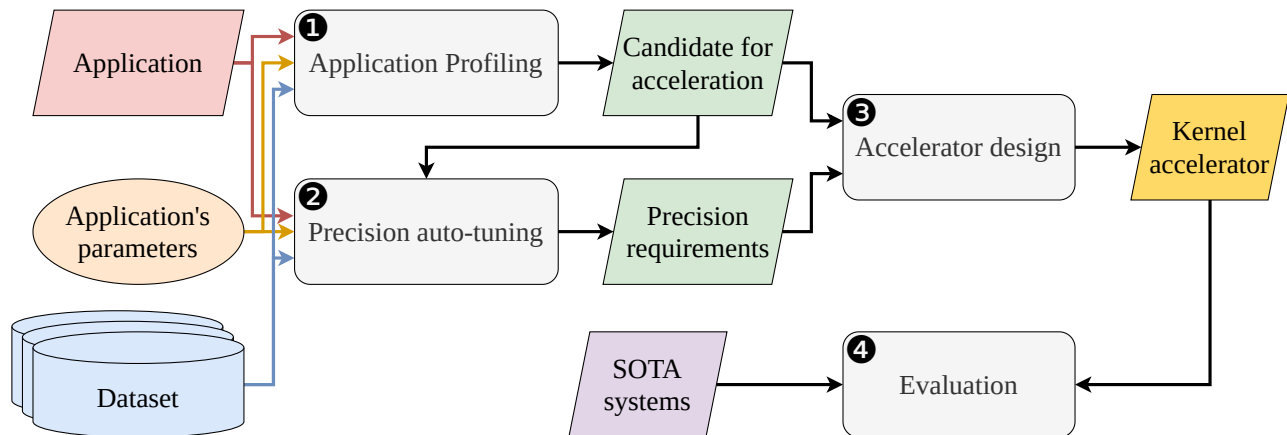 Application
❶
Application Profiling
Candidate for
acceleration
❸
Accelerator design
Kernel
accelerator
Application's
parameters
❷
Precision auto-tuning
Precision
requirements
Dataset
SOTA
systems
❹
Evaluation